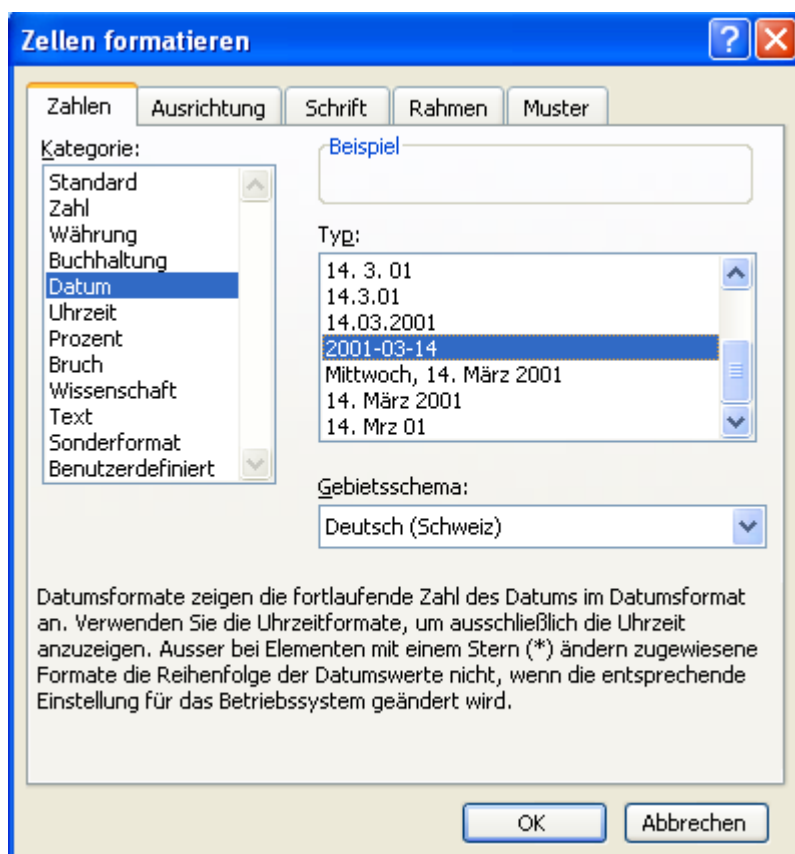 Zellen formatieren
Zahlen Ausrichtung Schrift Rahmen Muster
Kategorie:
Standard
Zahl
Währung
Buchhaltung
Datum
Uhrzeit
Prozent
Bruch
Wissenschaft
Text
Sonderformat
Benutzerdefiniert
Beispiel
Typ:
14. 3. 01
14.3.01
14.03.2001
2001-03-14
Mittwoch, 14. März 2001
14. März 2001
14. Mrz 01
Gebietsschema:
Deutsch (Schweiz)
Datumsformate zeigen die fortlaufende Zahl des Datums im Datumsformat
an. Verwenden Sie die Uhrzeitformate, um ausschließlich die Uhrzeit
anzuzeigen. Ausser bei Elementen mit einem Stern (*) ändern zugewiesene
Formate die Reihenfolge der Datumswerte nicht, wenn die entsprechende
Einstellung für das Betriebssystem geändert wird.
OK Abbrechen